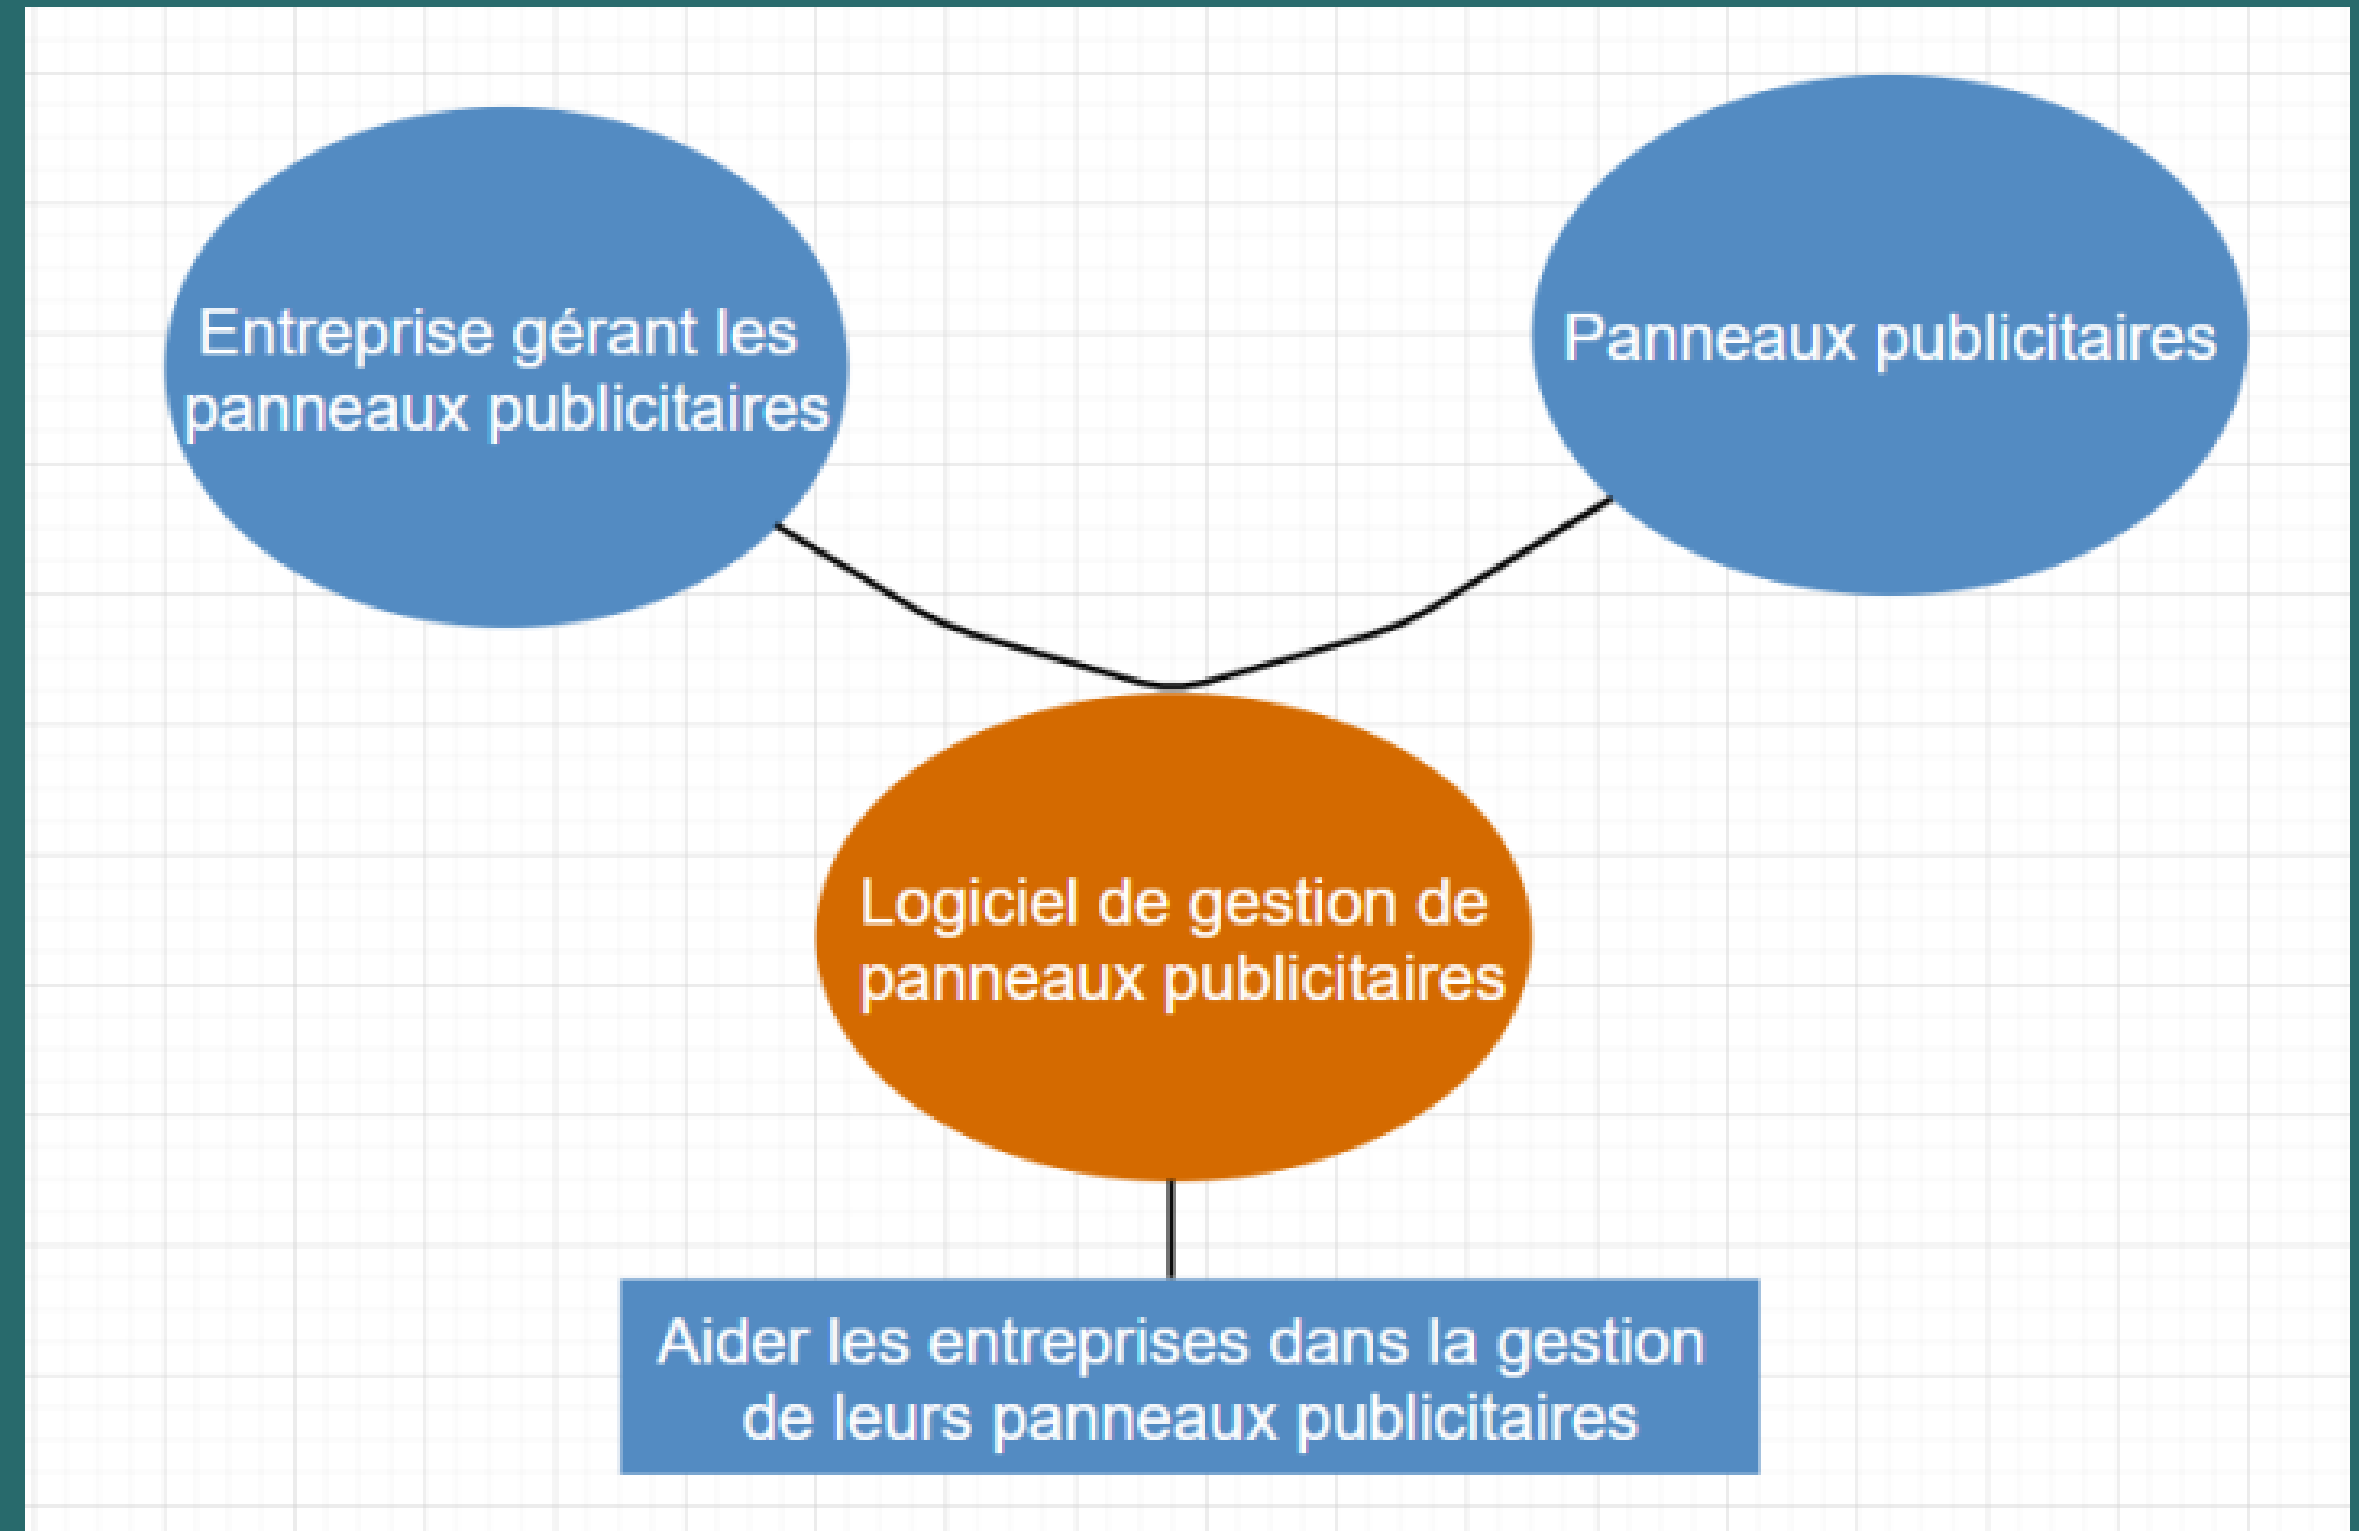 Entreprise gérant les
panneaux publicitaires
Panneaux publicitaires
Logiciel de gestion de
panneaux publicitaires
Aider les entreprises dans la gestion
de leurs panneaux publicitaires